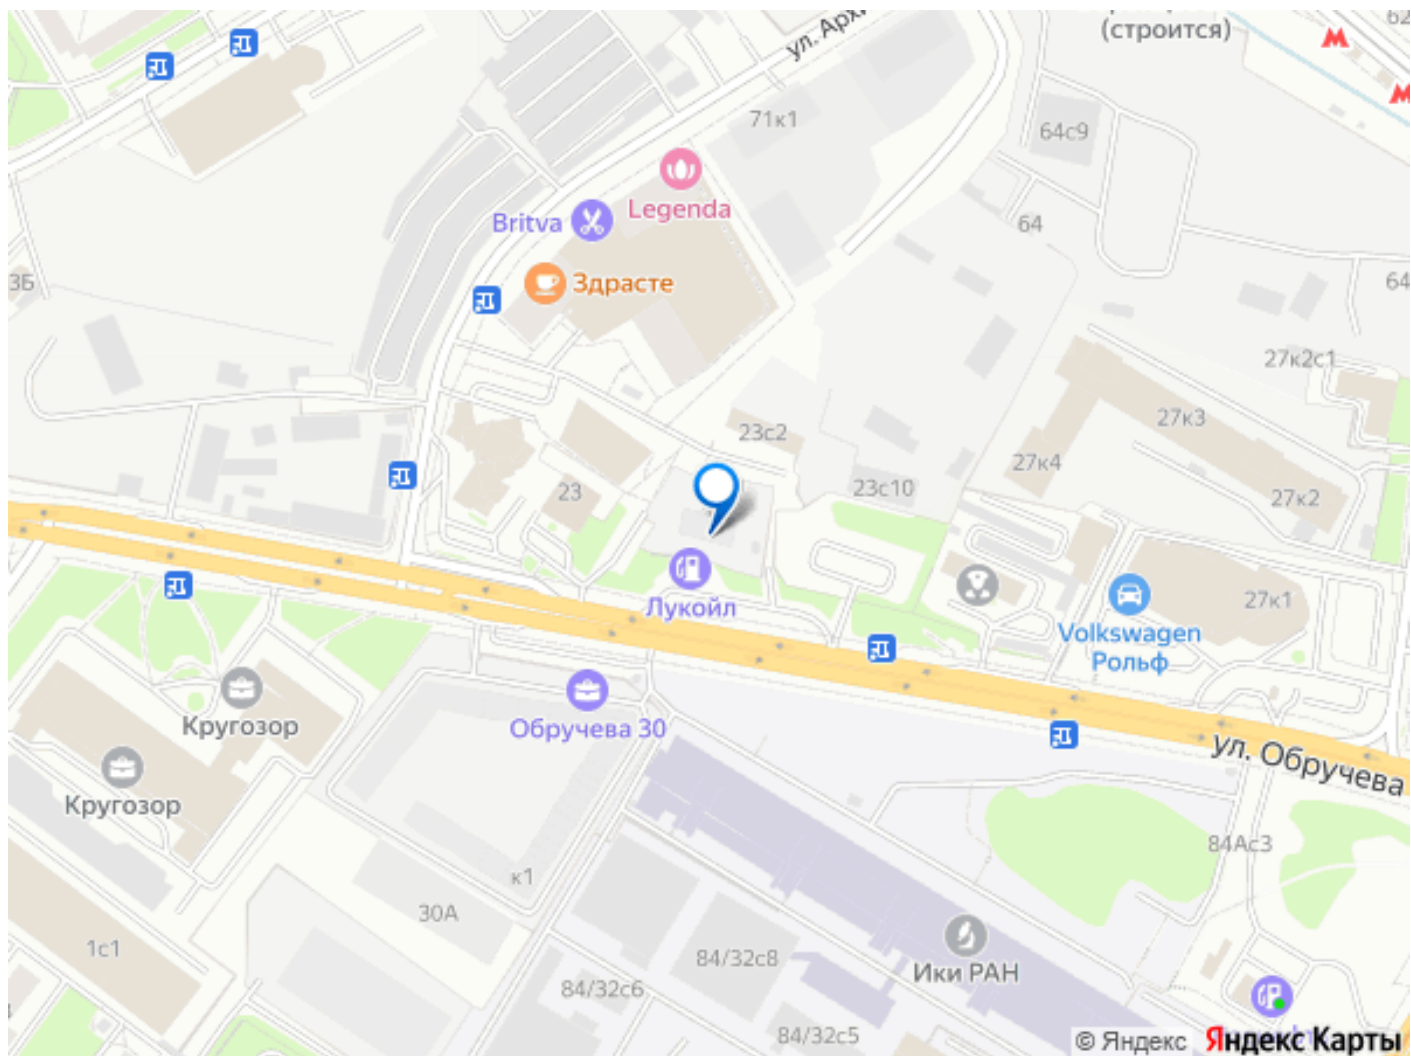 (строится)
62
ул. Арх
71к1
64с9
Legenda
Britva
64
3Б
Здрасте
64
27к2с1
27к3
23с2
27к4
23
23с10
27к2
Лукойл
27к1
Volkswagen
Рольф
Кругозор
Обручева 30
ул. Обручева
Кругозор
84Ас3
к1
30А
1с1
84/32с8
Ики РАН
84/32с6
84/32с5
© Яндекс Яндекс Карты